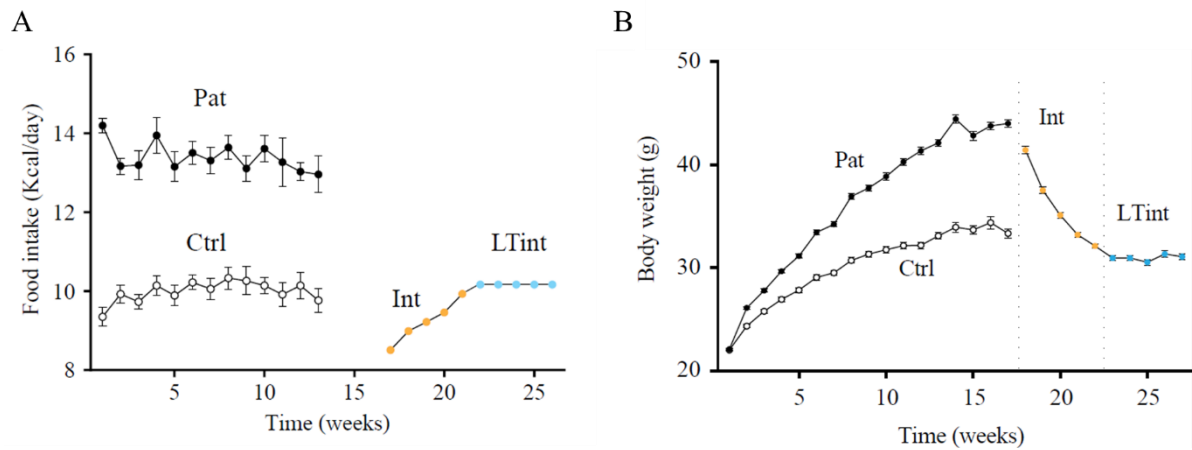 A
Food intake (Kcal/day)
16
14
12
10
8
Pat
Ctrl
Int
LTint
5
10
15
20
25
Time (weeks)
B
Body weight (g)
50
40
30
20
Pat
Ctrl
Int
LTint
5
10
15
20
25
Time (weeks)